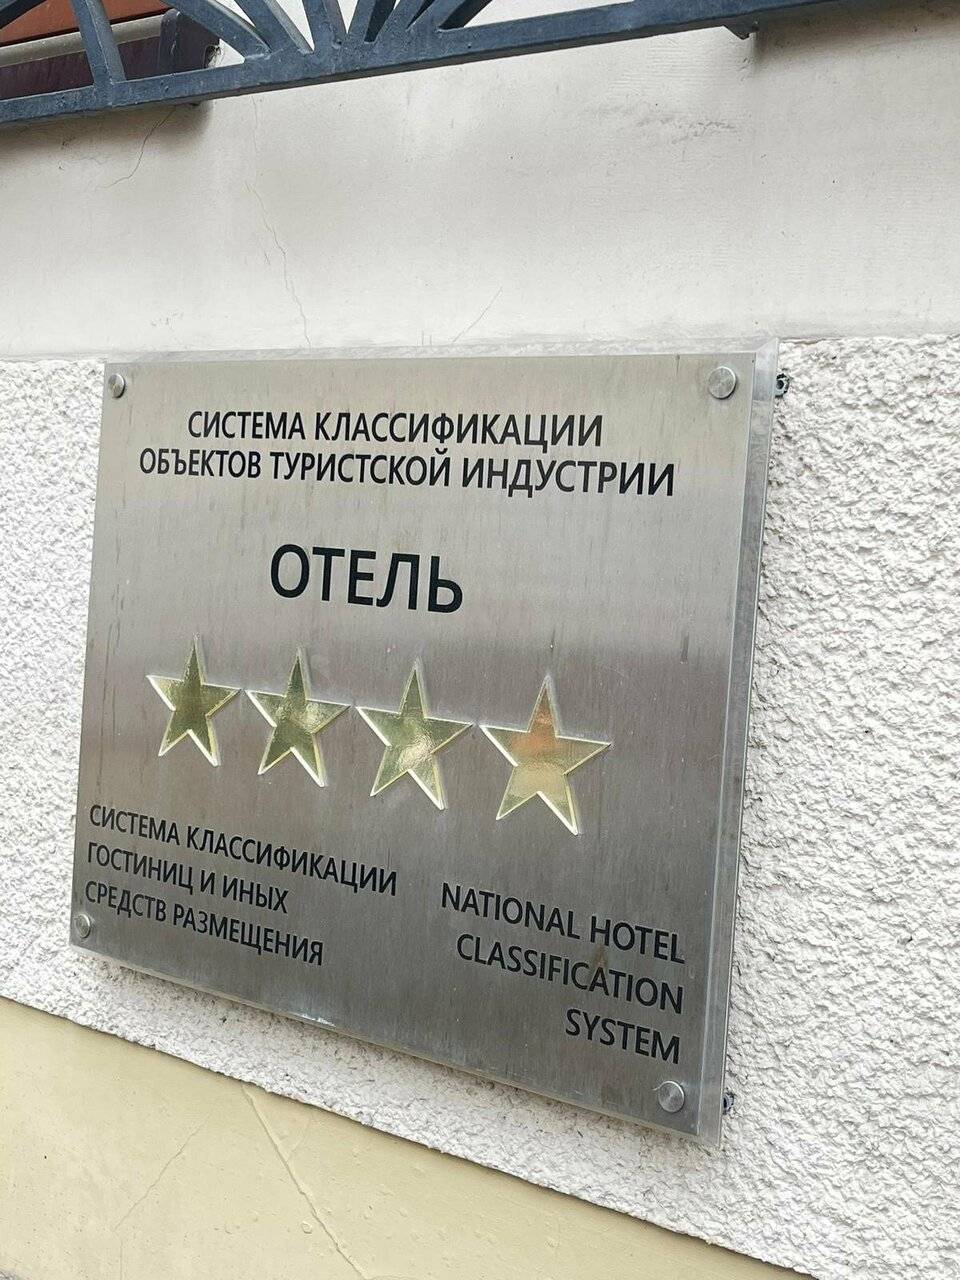 СИСТЕМА КЛАССИФИКАЦИИ
ОБЪЕКТОВ ТУРИСТСКОЙ ИНДУСТРИИ
ОТЕЛЬ
СИСТЕМА КЛАССИФИКАЦИИ
ГОСТИНИЦ И ИНЫХ
СРЕДСТВ РАЗМЕЩЕНИЯ
NATIONAL HOTEL
CLASSIFICATION
SYSTEM